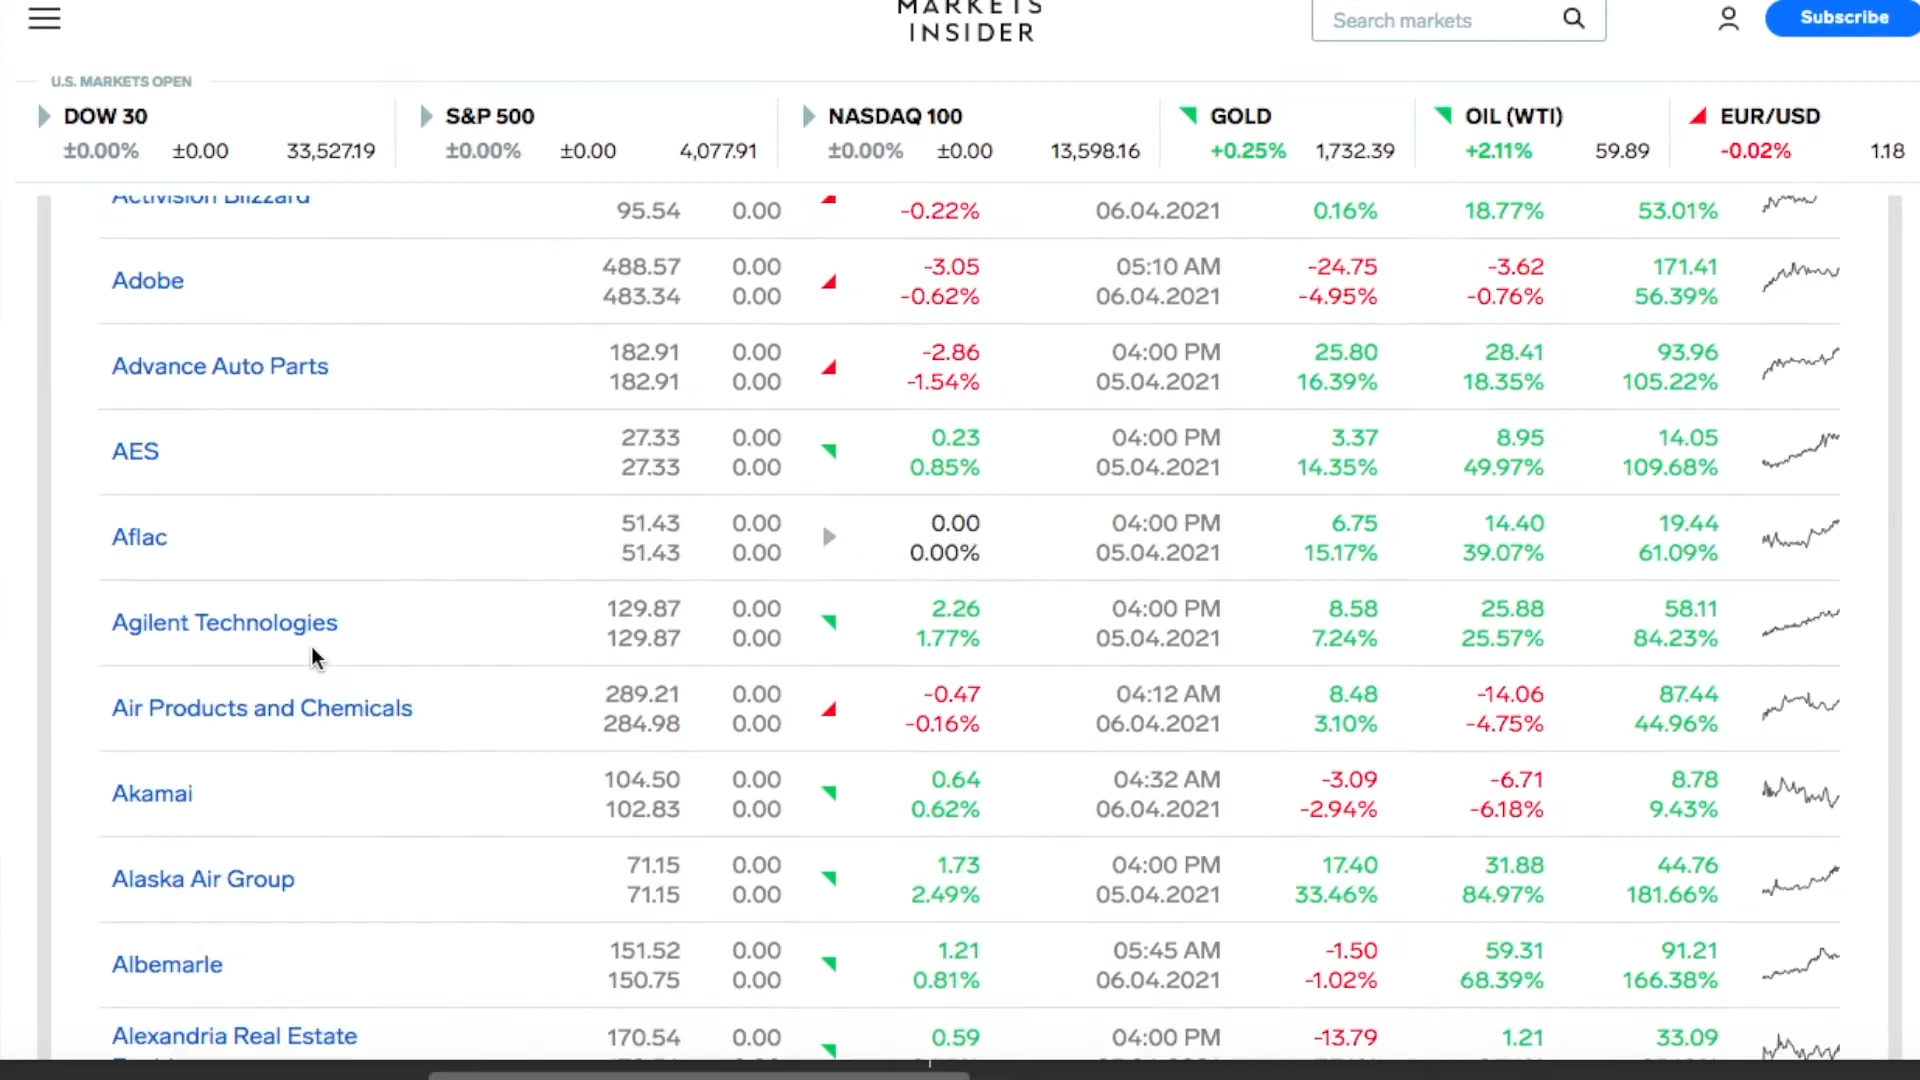 MARKETS
INSIDER
Search markets
Subscribe
U.S. MARKETS OPEN
DOW 30
±0.00% ±0.00 33,527.19
S&P 500
±0.00% ±0.00 4,077.91
NASDAQ 100
±0.00% ±0.00 13,598.16
GOLD
+0.25% 1,732.39
OIL (WTI)
+2.11% 59.89
EUR/USD
-0.02% 1.18
Activision Blizzard
95.54 0.00 -0.22% 06.04.2021 0.16% 18.77% 53.01%
Adobe
488.57 0.00 -3.05 05:10 AM -24.75 -3.62 171.41
483.34 0.00 -0.62% 06.04.2021 -4.95% -0.76% 56.39%
Advance Auto Parts
182.91 0.00 -2.86 04:00 PM 25.80 28.41 93.96
182.91 0.00 -1.54% 05.04.2021 16.39% 18.35% 105.22%
AES
27.33 0.00 0.23 04:00 PM 3.37 8.95 14.05
27.33 0.00 0.85% 05.04.2021 14.35% 49.97% 109.68%
Aflac
51.43 0.00 0.00 04:00 PM 6.75 14.40 19.44
51.43 0.00 0.00% 05.04.2021 15.17% 39.07% 61.09%
Agilent Technologies
129.87 0.00 2.26 04:00 PM 8.58 25.88 58.11
129.87 0.00 1.77% 05.04.2021 7.24% 25.57% 84.23%
Air Products and Chemicals
289.21 0.00 -0.47 04:12 AM 8.48 -14.06 87.44
284.98 0.00 -0.16% 06.04.2021 3.10% -4.75% 44.96%
Akamai
104.50 0.00 0.64 04:32 AM -3.09 -6.71 8.78
102.83 0.00 0.62% 06.04.2021 -2.94% -6.18% 9.43%
Alaska Air Group
71.15 0.00 1.73 04:00 PM 17.40 31.88 44.76
71.15 0.00 2.49% 05.04.2021 33.46% 84.97% 181.66%
Albemarle
151.52 0.00 1.21 05:45 AM -1.50 59.31 91.21
150.75 0.00 0.81% 06.04.2021 -1.02% 68.39% 166.38%
Alexandria Real Estate
170.54 0.00 0.59 04:00 PM -13.79 1.21 33.09